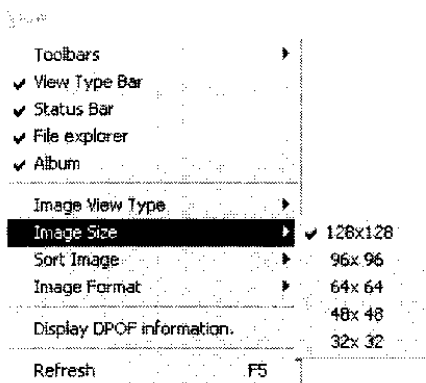 Toolbars
View Type Bar
Status Bar
File explorer
Album
Image View Type
Image Size
Sort Image
Image Format
Display DPOF information.
Refresh F5
128x128
96x 96
64x 64
48x 48
32x 32